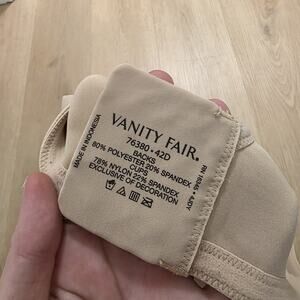 VANITY FAIR®
76380 • 42D
BACKS
80% POLYESTER 20% SPANDEX
CUPS
78% NYLON 22% SPANDEX
EXCLUSIVE OF DECORATION
MADE IN INDONESIA